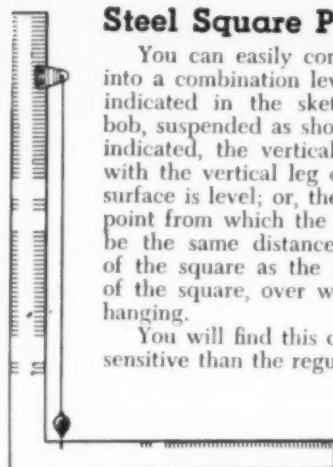 Steel Square P
You can easily con
into a combination lev
indicated in the sket
bob, suspended as sho
indicated, the vertical
with the vertical leg
surface is level; or, the
point from which the
be the same distance
of the square as the
of the square, over w
hanging.
You will find this d
sensitive than the regu